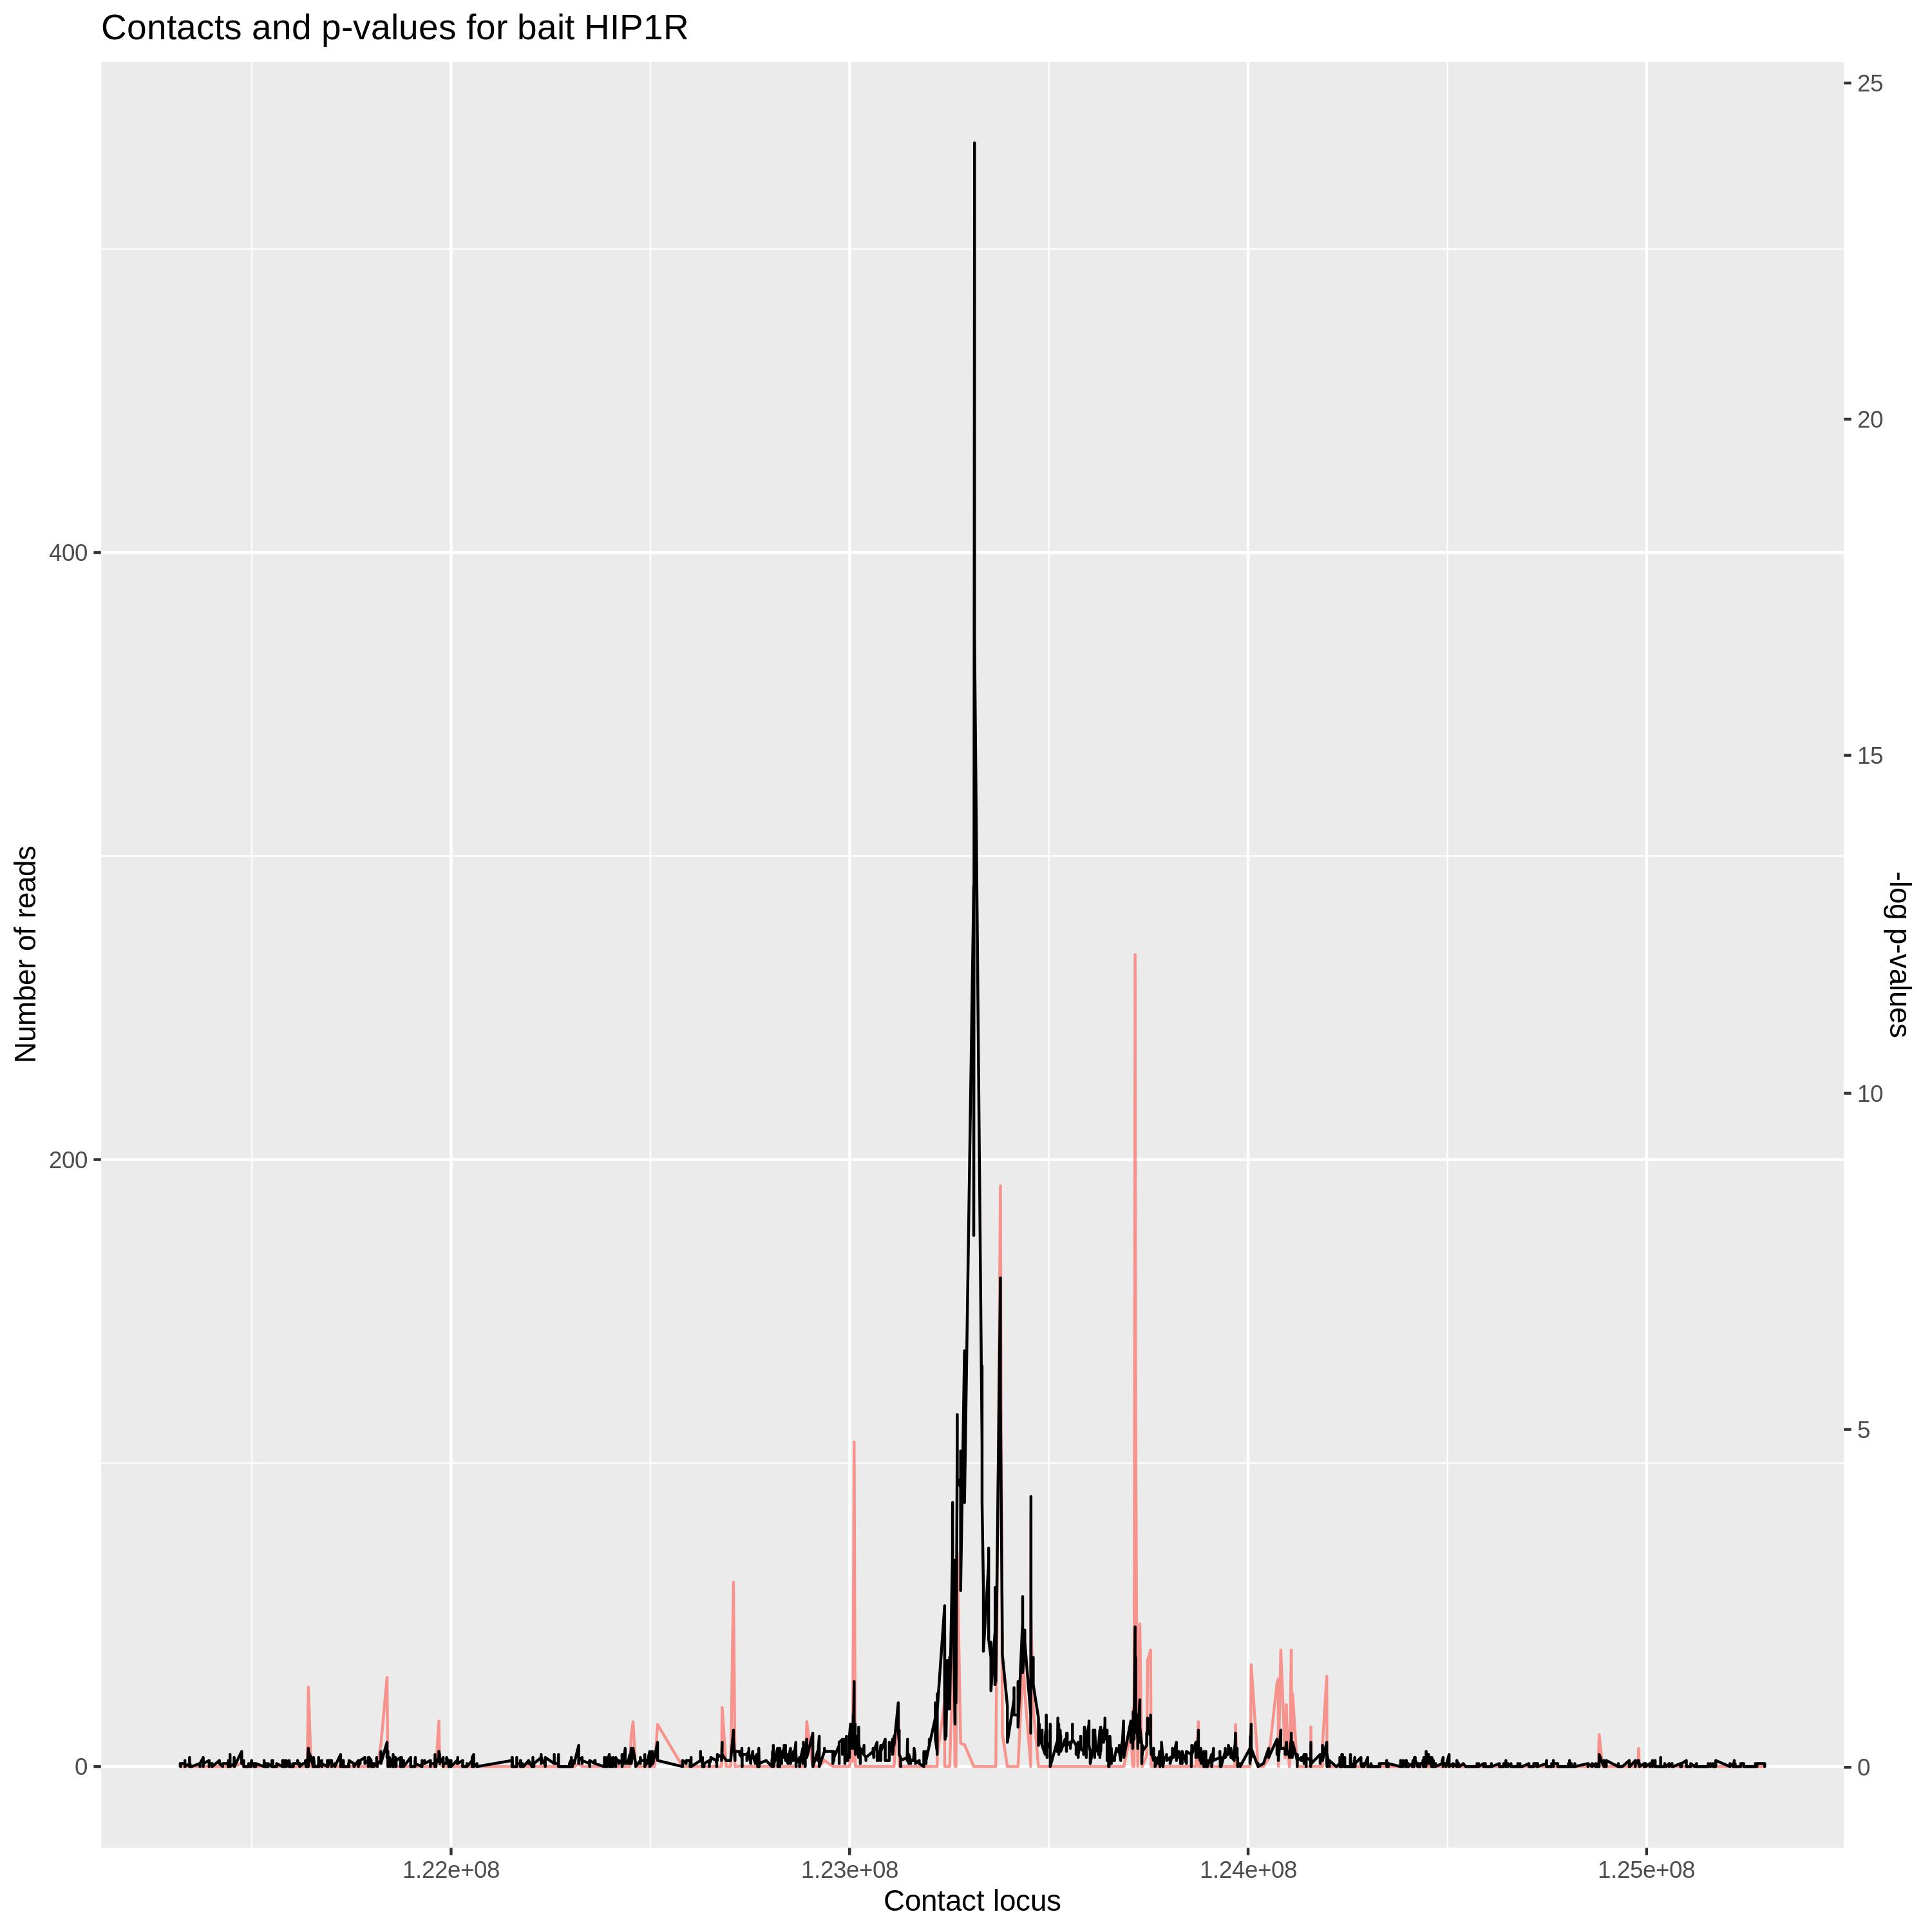 Contacts and p-values for bait HIP1R
Number of reads
400
200
0
25
20
15
10
5
0
-log p-values
1.22e+08
1.23e+08
1.24e+08
1.25e+08
Contact locus